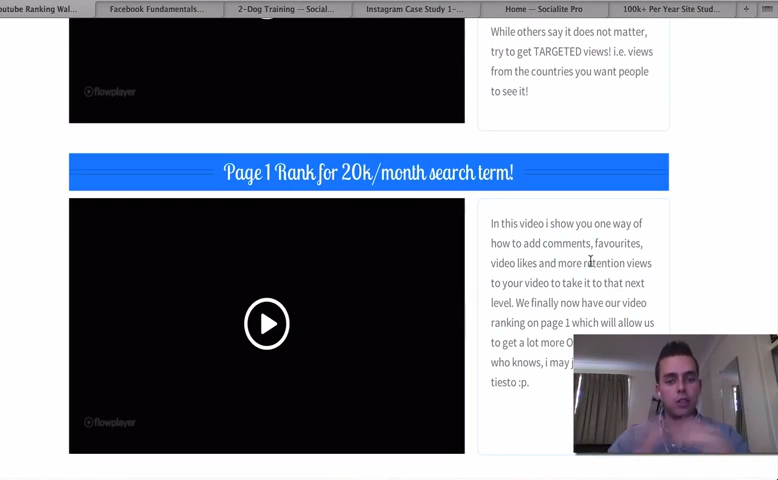 outube Ranking Wal...
Facebook Fundamentals...
2-Dog Training — Social...
Instagram Case Study 1-...
Home — Socialite Pro
100k+ Per Year Site Stud...
While others say it does not matter,
try to get TARGETED views! i.e. views
from the countries you want people
to see it!
flowplayer
Page 1 Rank for 20k/month search term!
In this video i show you one way of
how to add comments, favourites,
video likes and more retention views
to your video to take it to that next
level. We finally now have our video
ranking on page 1 which will allow us
to get a lot more O
who knows, i may j
tiesto :p.
flowplayer